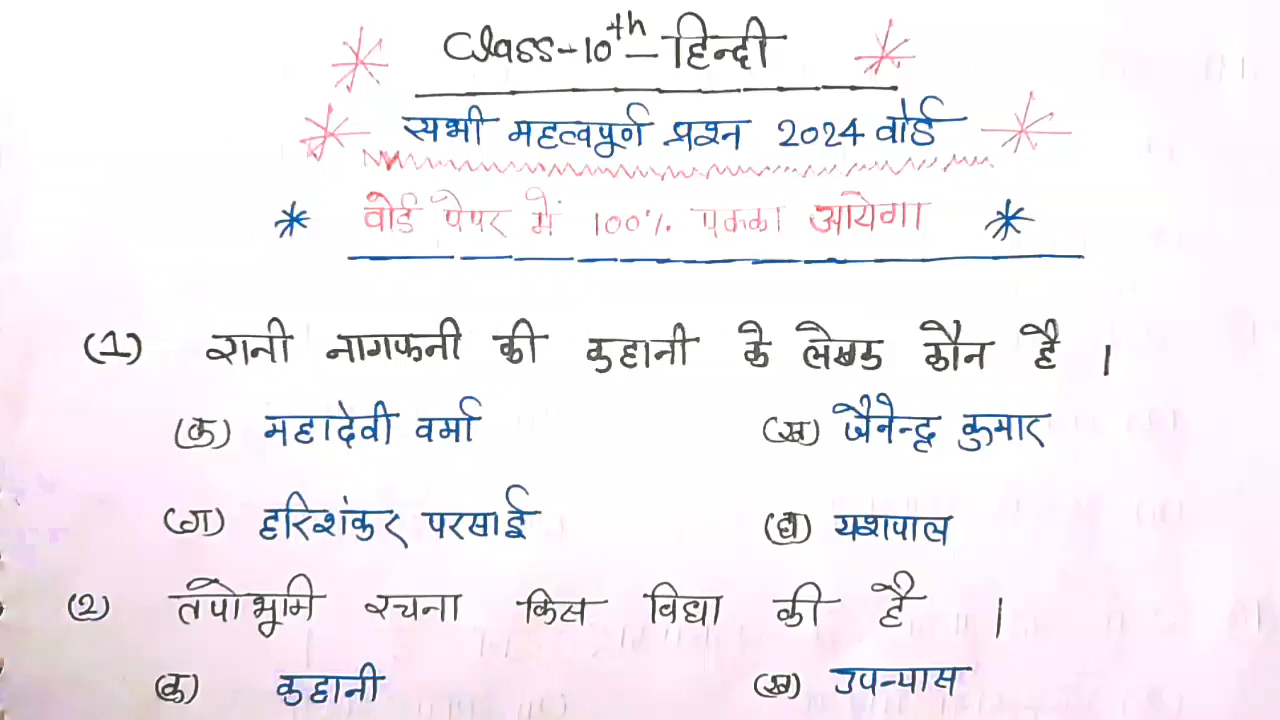 Class-10th-हिन्दी
सभी महत्वपूर्ण प्रश्न 2024 वोर्ड
वोर्ड पेपर में 100% पक्का आयेगा
(1) रानी नागफनी की कहानी के लेखक कौन है ।
(क) महादेवी वर्मा (ख) जैनेन्द्र कुमार
(ग) हरिशंकर परसाई (घ) यशपाल
(2) तपोभूमि रचना किस विधा की है ।
(क) कहानी (ख) उपन्यास